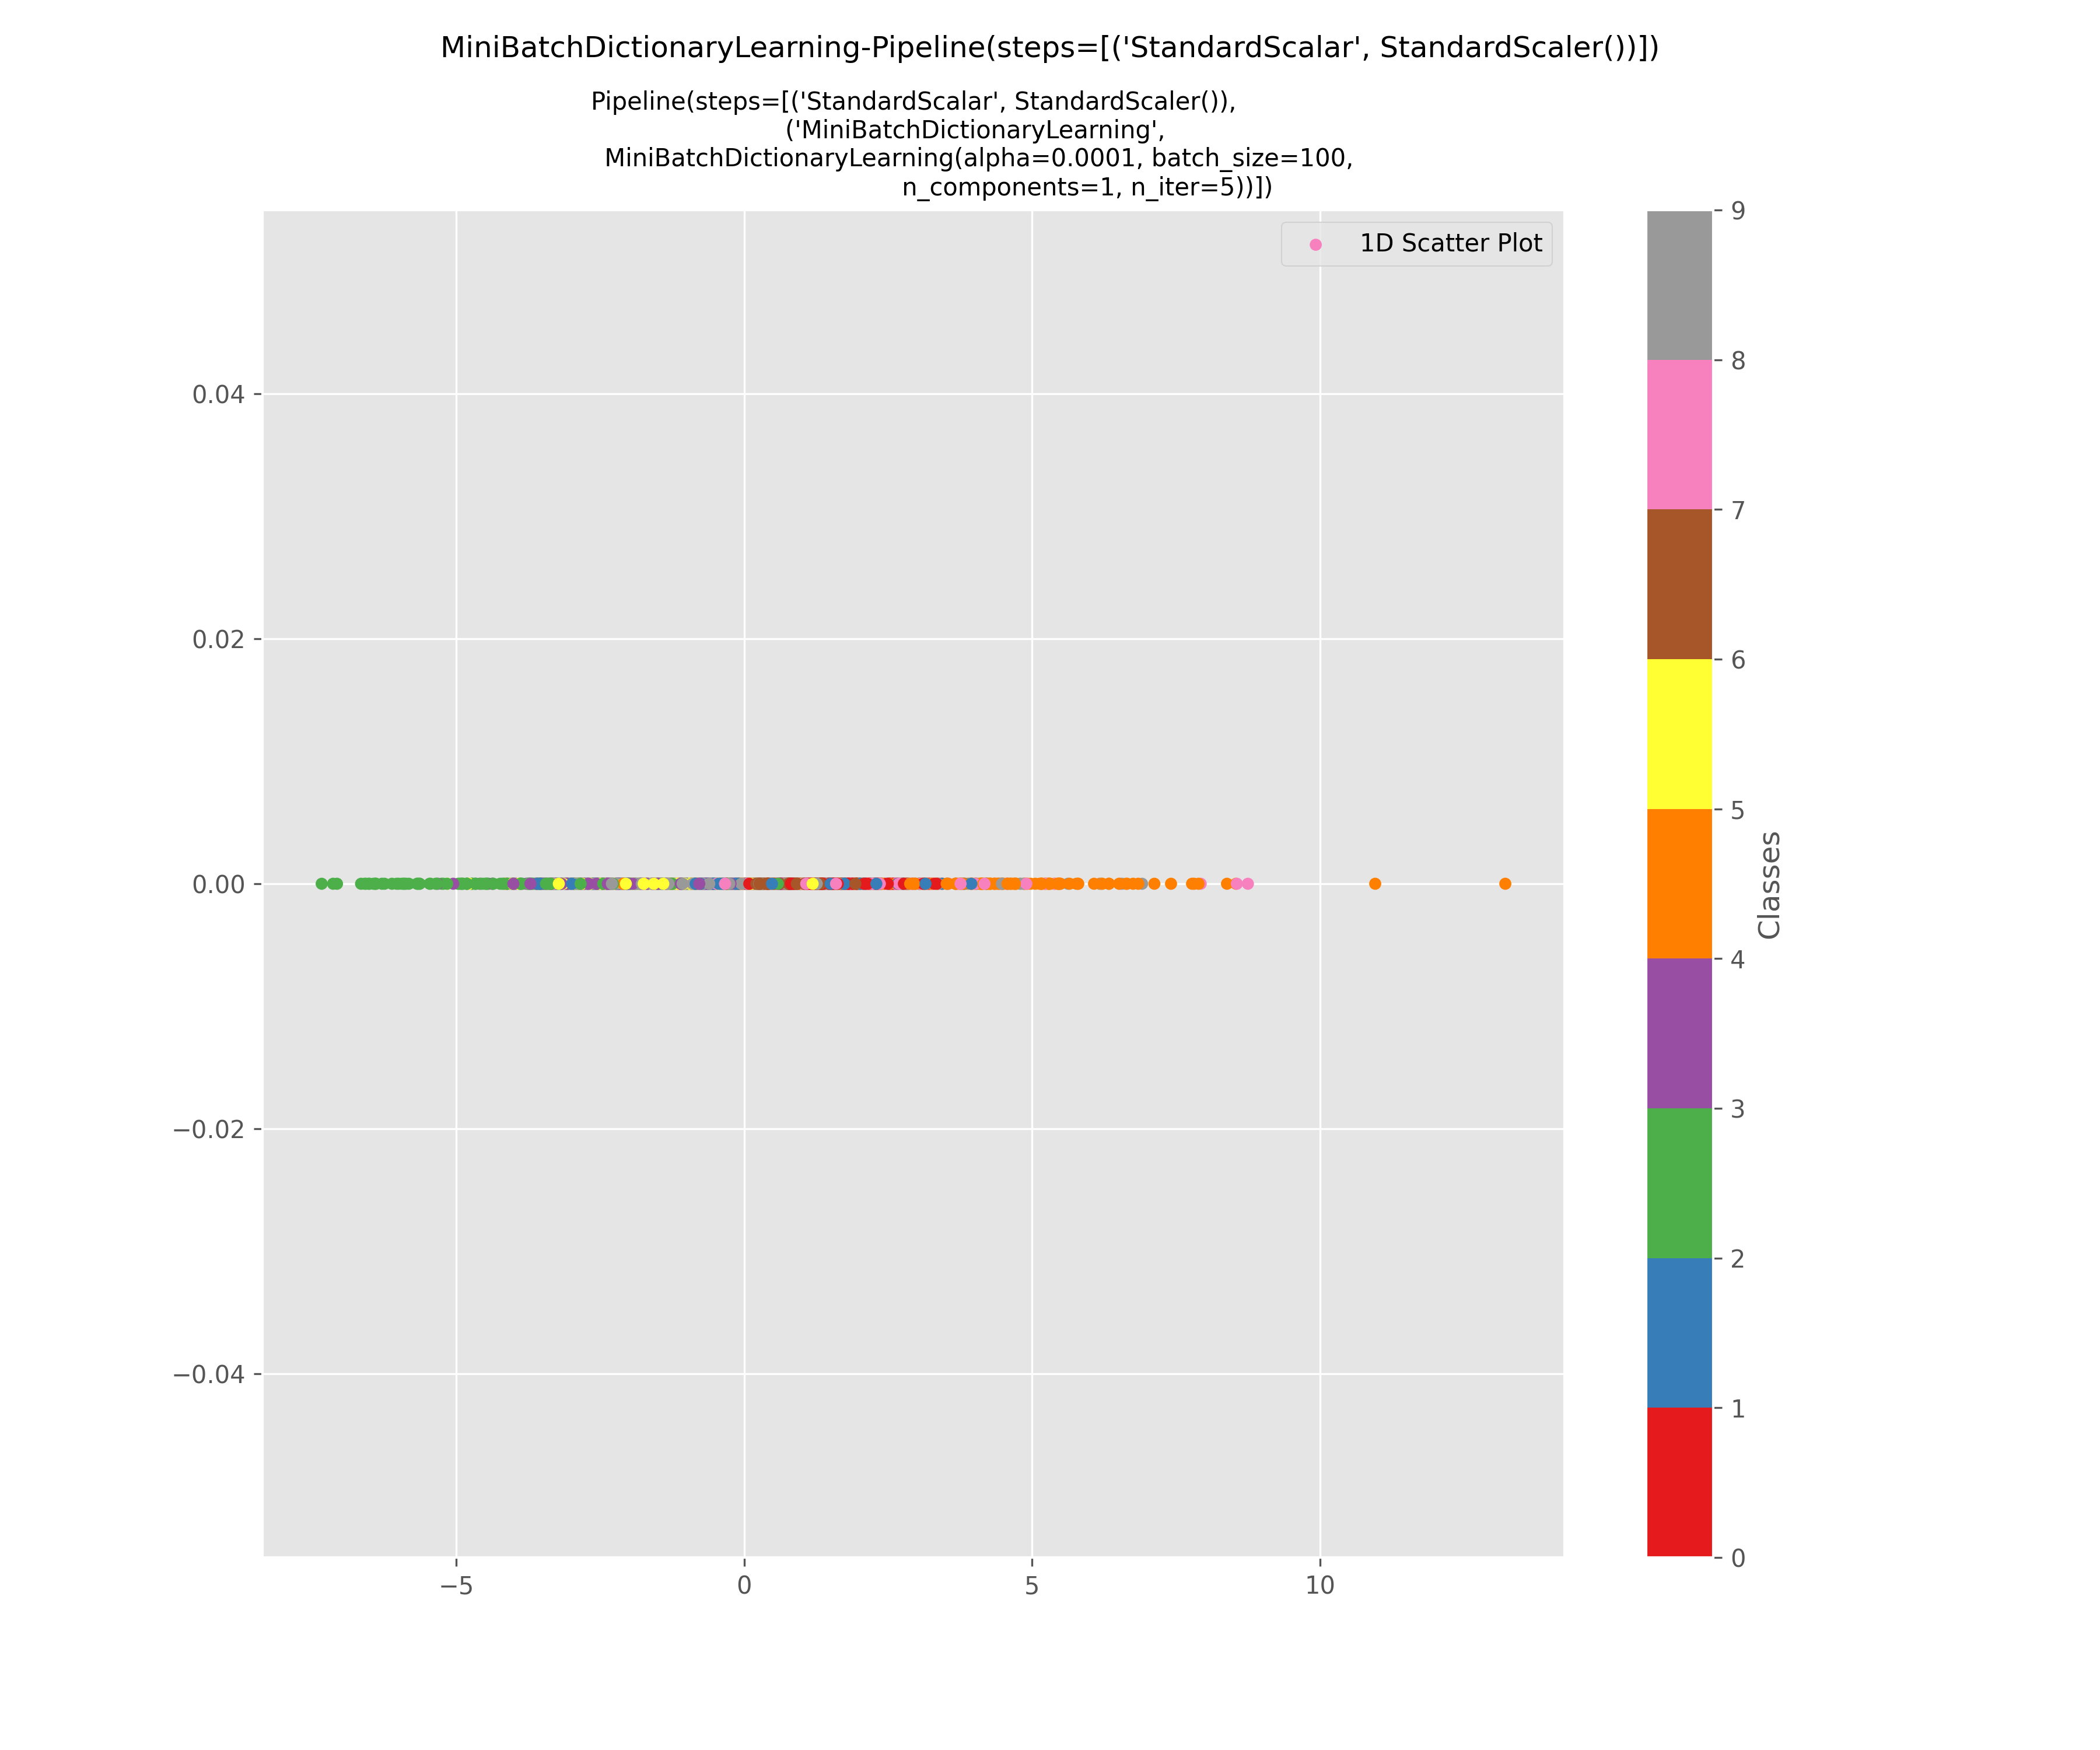 MiniBatchDictionaryLearning-Pipeline(steps=[('StandardScalar', StandardScaler())])
Pipeline(steps=[('StandardScalar', StandardScaler()),
('MiniBatchDictionaryLearning',
MiniBatchDictionaryLearning(alpha=0.0001, batch_size=100,
n_components=1, n_iter=5))])
1D Scatter Plot
0.04
0.02
0.00
−0.02
−0.04
−5
0
5
10
9
8
7
6
5
4
3
2
1
0
Classes